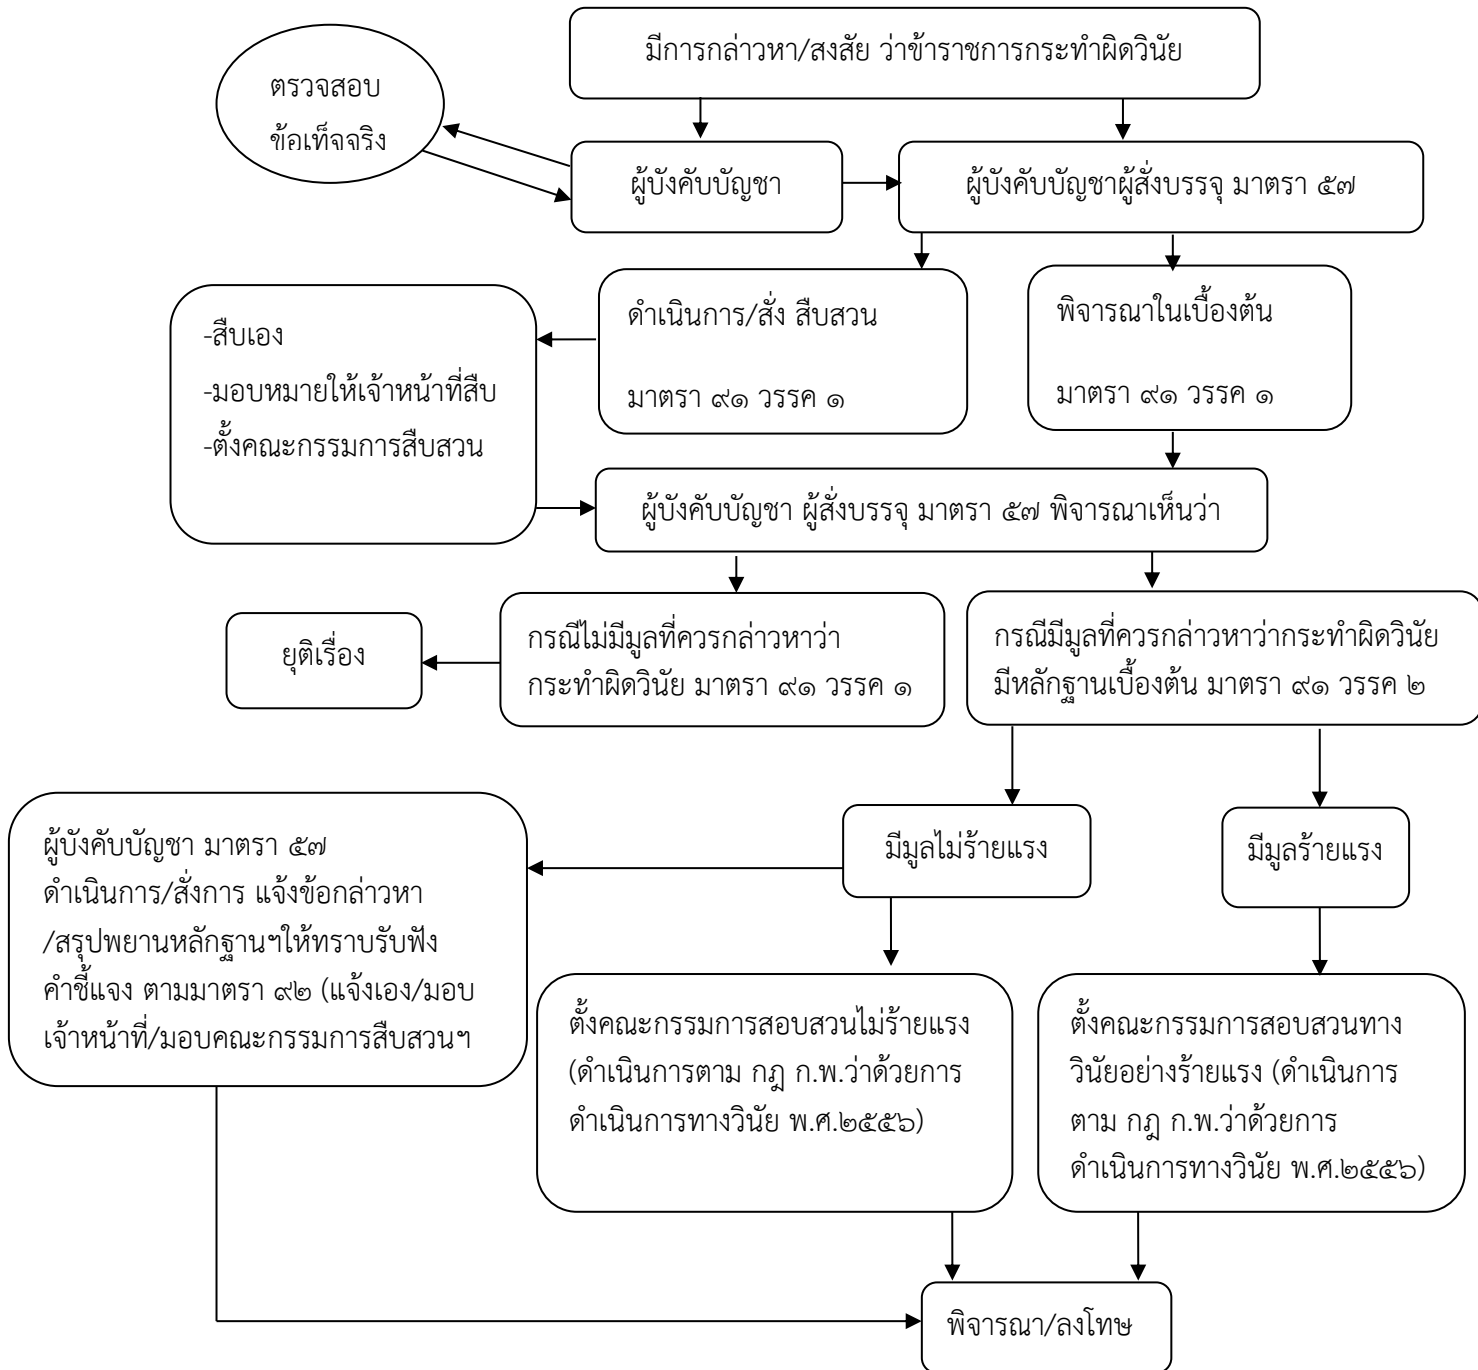 มีการกล่าวหา/สงสัย ว่าข้าราชการกระทำผิดวินัย
ตรวจสอบ
ข้อเท็จจริง
ผู้บังคับบัญชา
ผู้บังคับบัญชาผู้สั่งบรรจุ มาตรา ๕๗
-สืบเอง
-มอบหมายให้เจ้าหน้าที่สืบ
-ตั้งคณะกรรมการสืบสวน
ดำเนินการ/สั่ง สืบสวน
มาตรา ๙๑ วรรค ๑
พิจารณาในเบื้องต้น
มาตรา ๙๑ วรรค ๑
ผู้บังคับบัญชา ผู้สั่งบรรจุ มาตรา ๕๗ พิจารณาเห็นว่า
ยุติเรื่อง
กรณีไม่มีมูลที่ควรกล่าวหาว่า
กระทำผิดวินัย มาตรา ๙๑ วรรค ๑
กรณีมีมูลที่ควรกล่าวหาว่ากระทำผิดวินัย
มีหลักฐานเบื้องต้น มาตรา ๙๑ วรรค ๒
ผู้บังคับบัญชา มาตรา ๕๗
ดำเนินการ/สั่งการ แจ้งข้อกล่าวหา
/สรุปพยานหลักฐานฯให้ทราบรับฟัง
คำชี้แจง ตามมาตรา ๙๒ (แจ้งเอง/มอบ
เจ้าหน้าที่/มอบคณะกรรมการสืบสวนฯ
มีมูลไม่ร้ายแรง
มีมูลร้ายแรง
ตั้งคณะกรรมการสอบสวนไม่ร้ายแรง
(ดำเนินการตาม กฎ ก.พ.ว่าด้วยการ
ดำเนินการทางวินัย พ.ศ.๒๕๕๖)
ตั้งคณะกรรมการสอบสวนทาง
วินัยอย่างร้ายแรง (ดำเนินการ
ตาม กฎ ก.พ.ว่าด้วยการ
ดำเนินการทางวินัย พ.ศ.๒๕๕๖)
พิจารณา/ลงโทษ